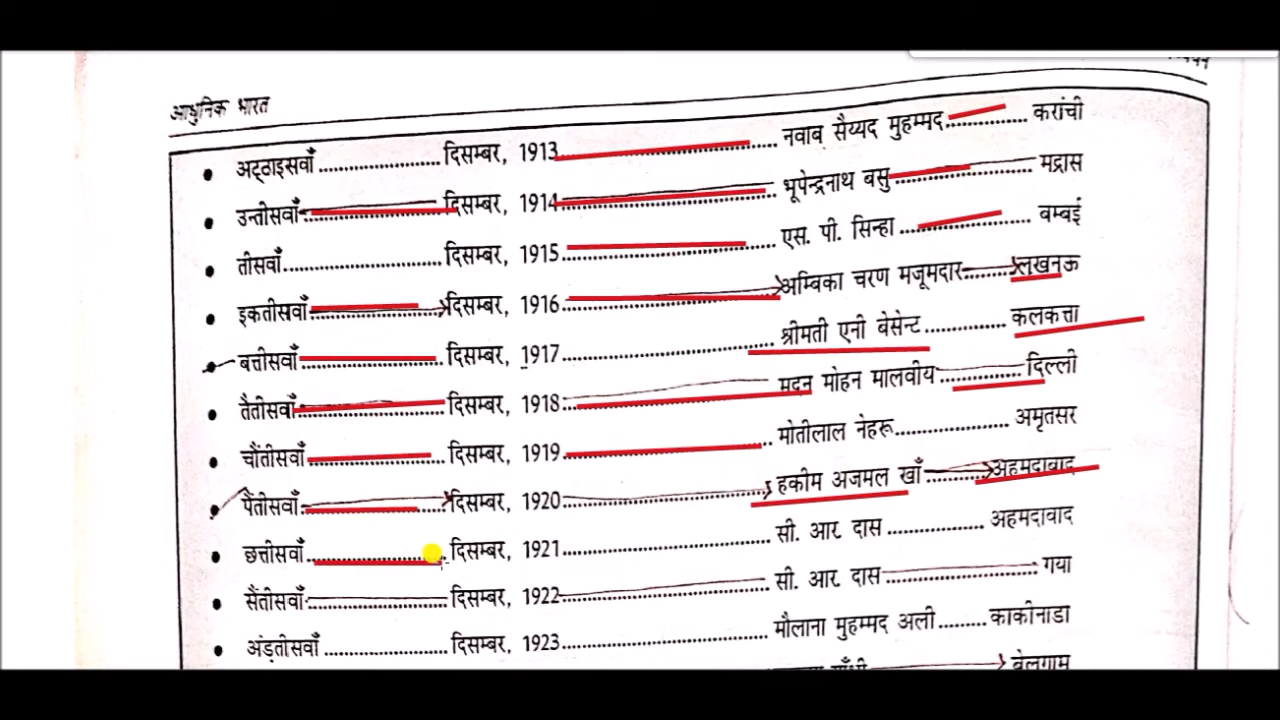 आधुनिक भारत
• अट्ठाइसवाँ .................... दिसम्बर, 1913 .................... नवाब सैय्यद मुहम्मद .............. करांची
• उन्तीसवाँ .................... दिसम्बर, 1914 .................... भूपेन्द्रनाथ बसु .............. मद्रास
• तीसवाँ .................... दिसम्बर, 1915 .................... एस. पी. सिन्हा .............. बम्बई
• इकतीसवाँ .................... दिसम्बर, 1916 .................... अम्बिका चरण मजूमदार .............. लखनऊ
• बत्तीसवाँ .................... दिसम्बर, 1917 .................... श्रीमती एनी बेसेन्ट .............. कलकत्ता
• तैतीसवाँ .................... दिसम्बर, 1918 .................... मदन मोहन मालवीय .............. दिल्ली
• चौंतीसवाँ .................... दिसम्बर, 1919 .................... मोतीलाल नेहरू .............. अमृतसर
• पैंतीसवाँ .................... दिसम्बर, 1920 .................... हकीम अजमल खाँ .............. अहमदाबाद
• छत्तीसवाँ .................... दिसम्बर, 1921 .................... सी. आर. दास .............. अहमदाबाद
• सैंतीसवाँ .................... दिसम्बर, 1922 .................... सी. आर. दास .............. गया
• अंड़तीसवाँ .................... दिसम्बर, 1923 .................... मौलाना मुहम्मद अली .............. काकीनाडा
गाँधी बेलगाम